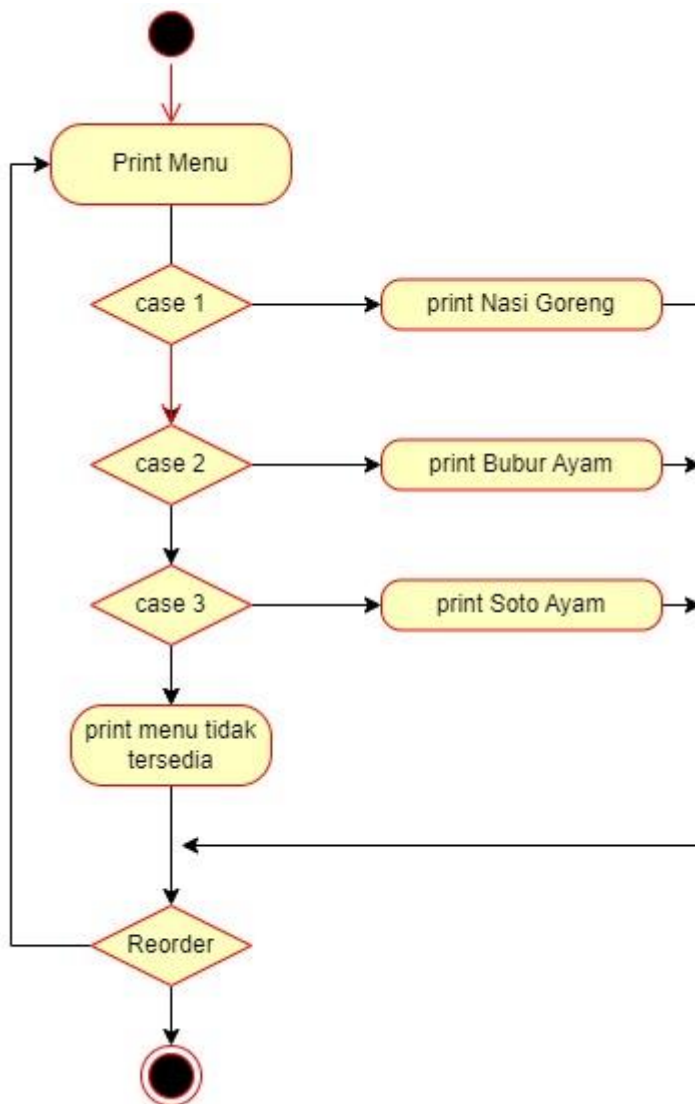 Print Menu
case 1
print Nasi Goreng
case 2
print Bubur Ayam
case 3
print Soto Ayam
print menu tidak
tersedia
Reorder